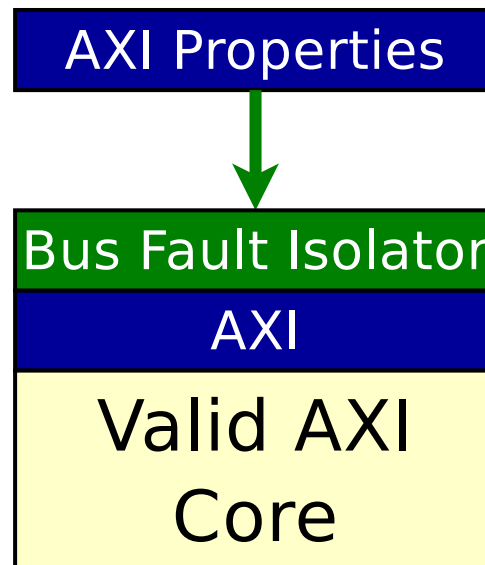 AXI Properties
Bus Fault Isolator
AXI
Valid AXI
Core